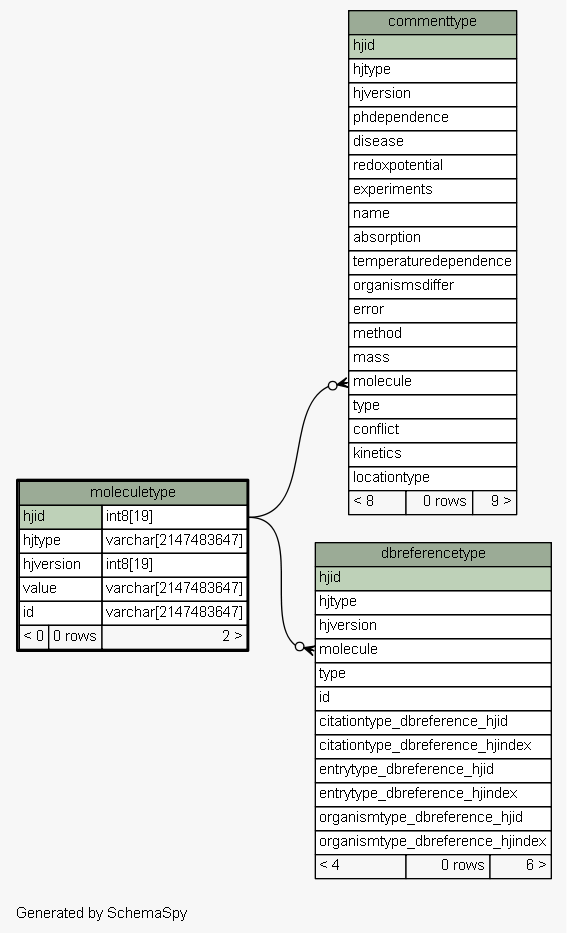 commenttype
hjid
hjtype
hjversion
phdependence
disease
redoxpotential
experiments
name
absorption
temperaturedependence
organismsdiffer
error
method
mass
molecule
type
conflict
kinetics
locationtype
< 8 0 rows 9 >
moleculetype
hjid int8[19]
hjtype varchar[2147483647]
hjversion int8[19]
value varchar[2147483647]
id varchar[2147483647]
< 0 0 rows 2 >
dbreferencetype
hjid
hjtype
hjversion
molecule
type
id
citationtype_dbreference_hjid
citationtype_dbreference_hjindex
entrytype_dbreference_hjid
entrytype_dbreference_hjindex
organismtype_dbreference_hjid
organismtype_dbreference_hjindex
< 4 0 rows 6 >
Generated by SchemaSpy